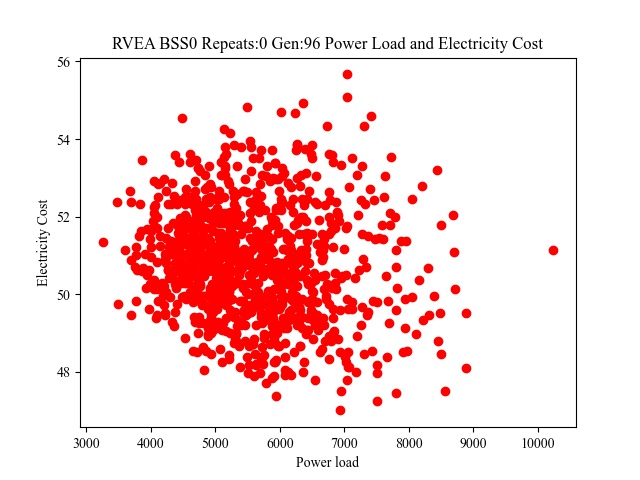 RVEA BSS0 Repeats:0 Gen:96 Power Load and Electricity Cost
56
54
52
50
48
Electricity Cost
3000 4000 5000 6000 7000 8000 9000 10000
Power load